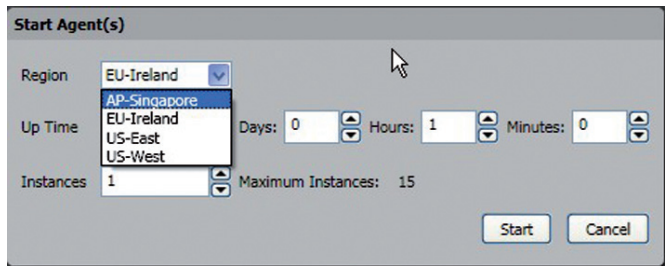 Start Agent(s)
Region EU-Ireland
AP-Singapore
EU-Ireland
US-East
US-West
Up Time Days: 0 Hours: 1 Minutes: 0
Instances 1 Maximum Instances: 15
Start Cancel